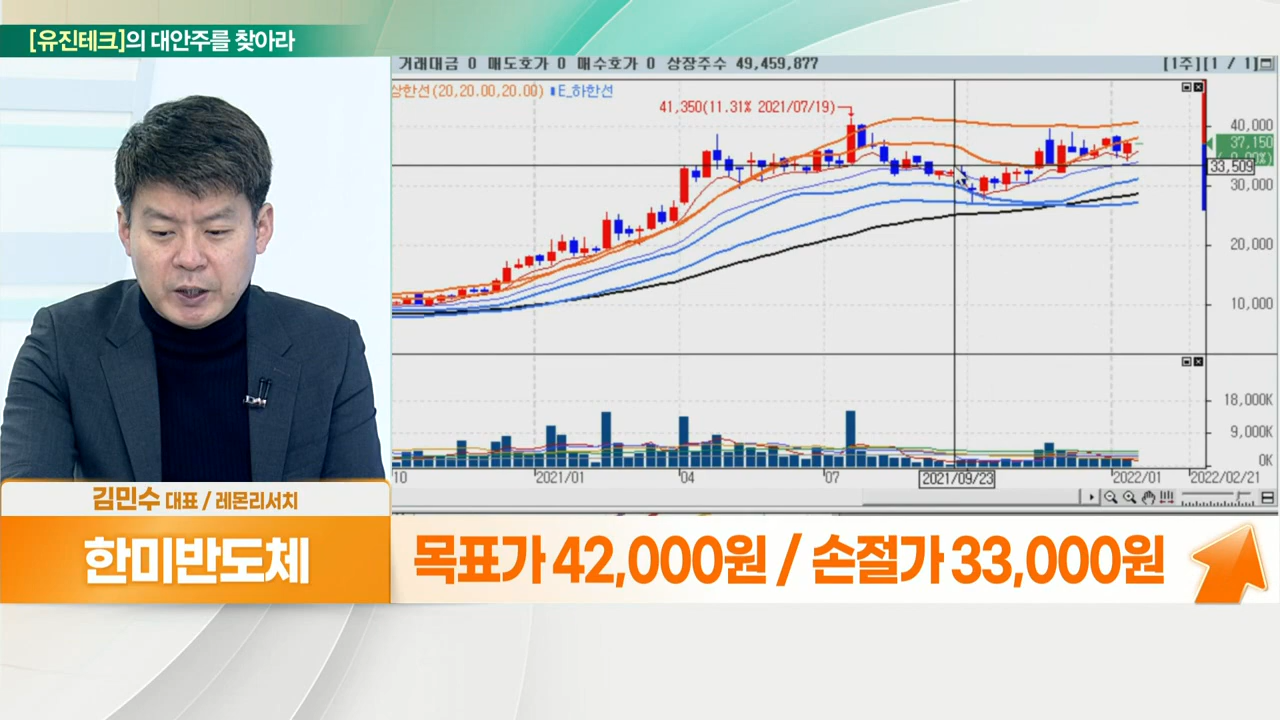 [유진테크]의 대안주를 찾아라
거래대금 0 매도호가 0 매수호가 0 상장주수 49,459,877
[1주][1 / 1]
상한선(20,20.00,20.00) E_하한선
41,350(11.31% 2021/07/19)
40,000
37,150
33,509
30,000
20,000
10,000
18,000K
9,000K
0K
10 2021/01 04 07 2021/09/23 2022/01 2022/02/21
김민수 대표 / 레몬리서치
한미반도체
목표가 42,000원 / 손절가 33,000원